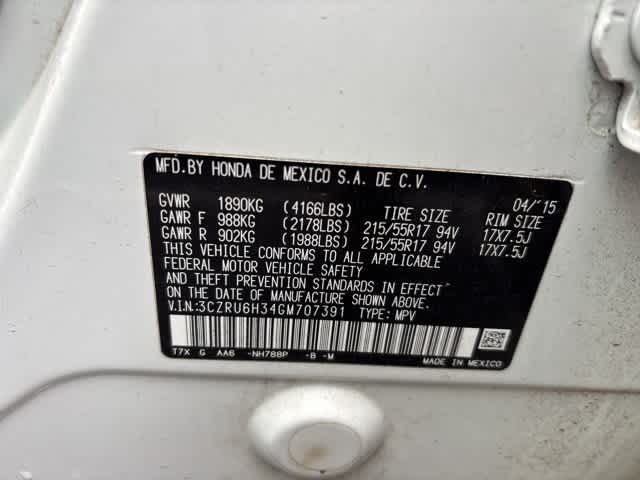 MFD.BY HONDA DE MEXICO S.A. DE C.V.
04/'15
GVWR 1890KG (4166LBS) TIRE SIZE RIM SIZE
GAWR F 988KG (2178LBS) 215/55R17 94V 17X7.5J
GAWR R 902KG (1988LBS) 215/55R17 94V 17X7.5J
THIS VEHICLE CONFORMS TO ALL APPLICABLE
FEDERAL MOTOR VEHICLE SAFETY
AND THEFT PREVENTION STANDARDS IN EFFECT
ON THE DATE OF MANUFACTURE SHOWN ABOVE.
V.I.N.:3CZRU6H34GM707391 TYPE: MPV
T7X G AA6 -NH788P -B -M MADE IN MEXICO